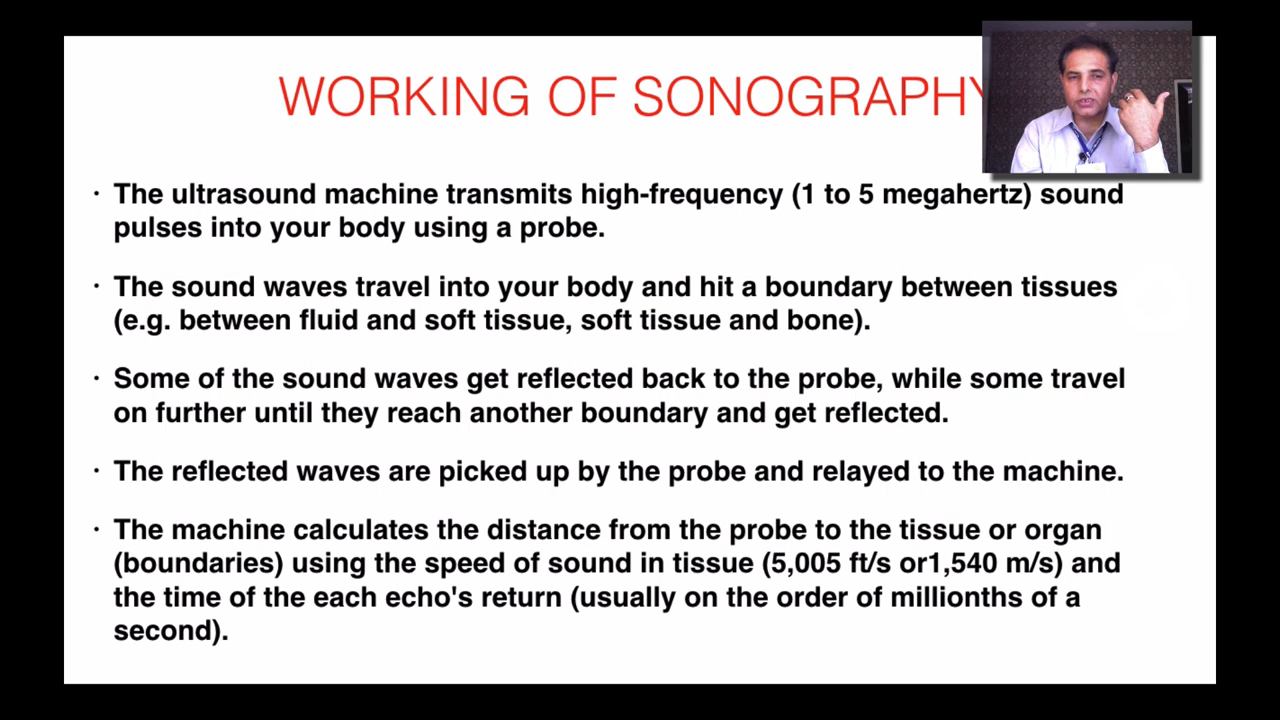 WORKING OF SONOGRAPHY
· The ultrasound machine transmits high-frequency (1 to 5 megahertz) sound
pulses into your body using a probe.
· The sound waves travel into your body and hit a boundary between tissues
(e.g. between fluid and soft tissue, soft tissue and bone).
· Some of the sound waves get reflected back to the probe, while some travel
on further until they reach another boundary and get reflected.
· The reflected waves are picked up by the probe and relayed to the machine.
· The machine calculates the distance from the probe to the tissue or organ
(boundaries) using the speed of sound in tissue (5,005 ft/s or1,540 m/s) and
the time of the each echo's return (usually on the order of millionths of a
second).